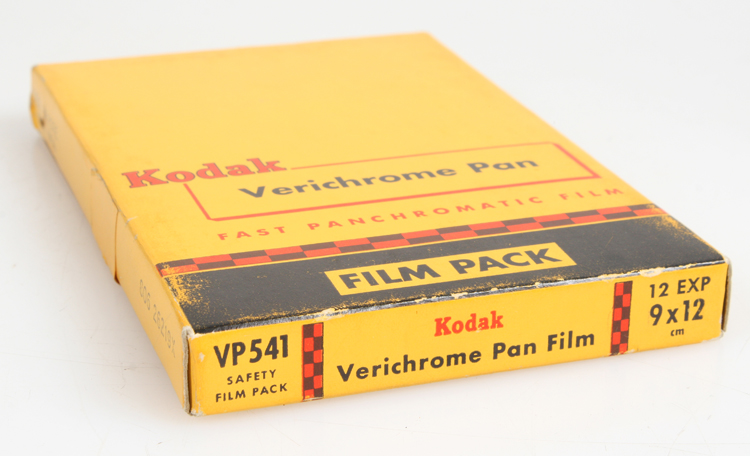 Kodak
Verichrome Pan
FAST PANCHROMATIC FILM
FILM PACK
VP541
SAFETY
FILM PACK
Kodak
Verichrome Pan Film
12 EXP
9x12
cm